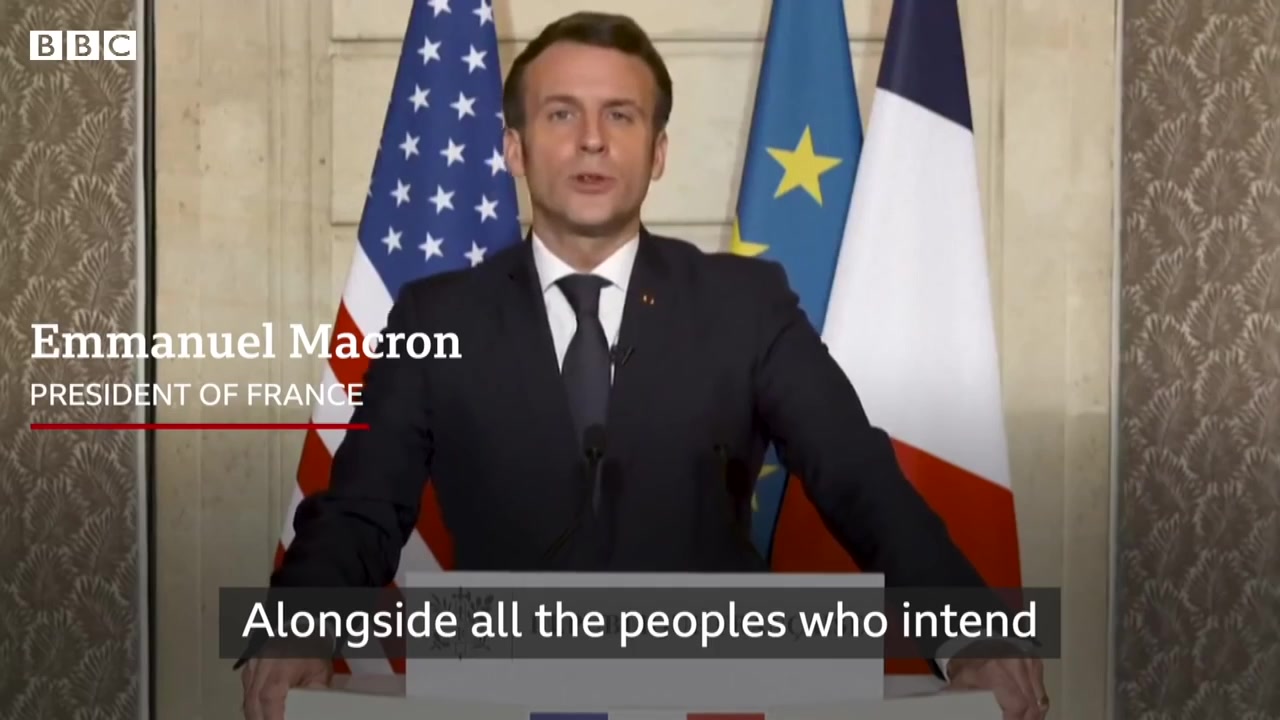 BBC
Emmanuel Macron
PRESIDENT OF FRANCE
Alongside all the peoples who intend